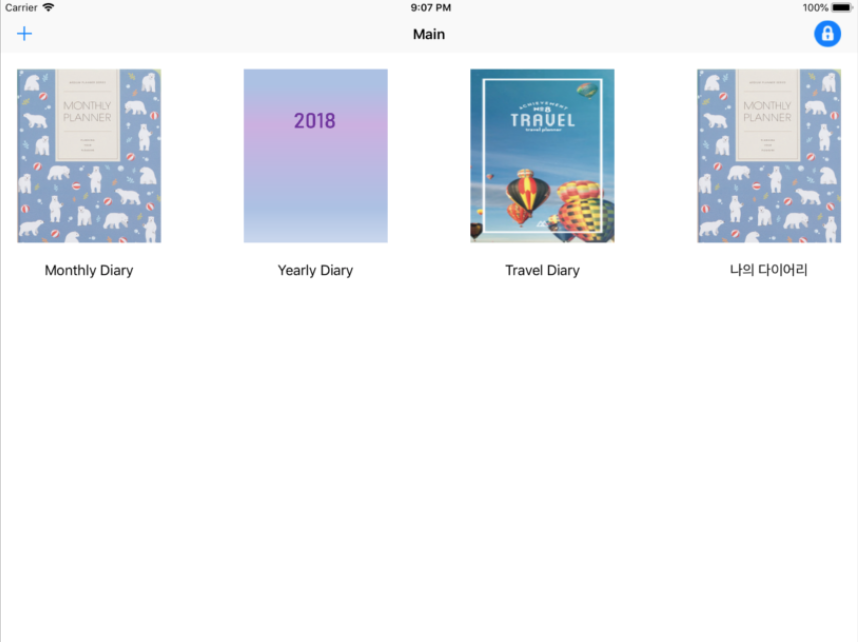 Carrier
9:07 PM
100%
+
Main
MONTHLY
PLANNER
2018
ACHIEVEMENT
TRAVEL
travel planner
MONTHLY
PLANNER
Monthly Diary
Yearly Diary
Travel Diary
나의 다이어리